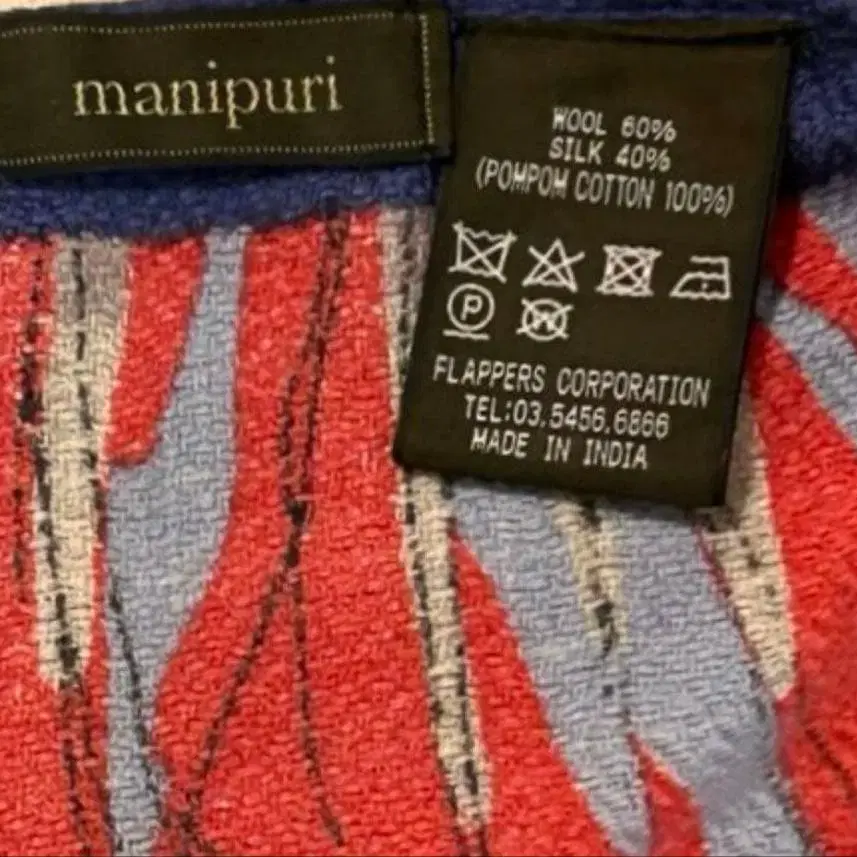 manipuri
WOOL 60%
SILK 40%
(POMPOM COTTON 100%)
P W
FLAPPERS CORPORATION
TEL:03.5456.6866
MADE IN INDIA